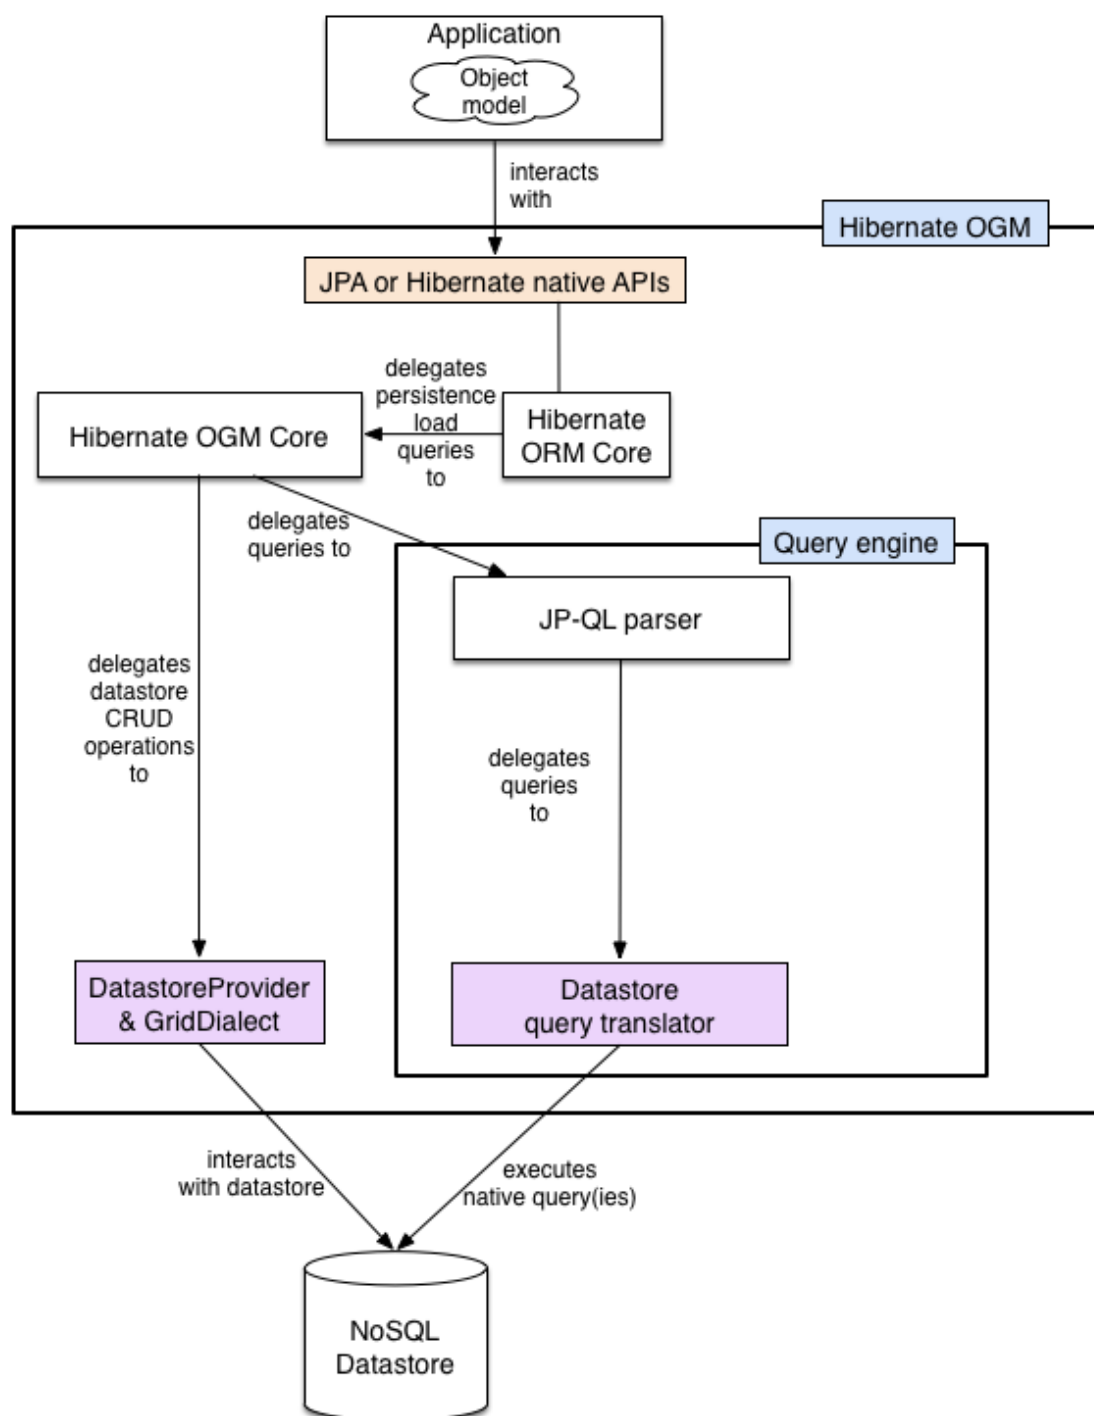 Application
Object
model
interacts
with
Hibernate OGM
JPA or Hibernate native APIs
delegates
persistence
load
queries
to
Hibernate OGM Core
Hibernate
ORM Core
delegates
queries to
Query engine
JP-QL parser
delegates
datastore
CRUD
operations
to
delegates
queries
to
DatastoreProvider
& GridDialect
Datastore
query translator
interacts
with datastore
executes
native query(ies)
NoSQL
Datastore